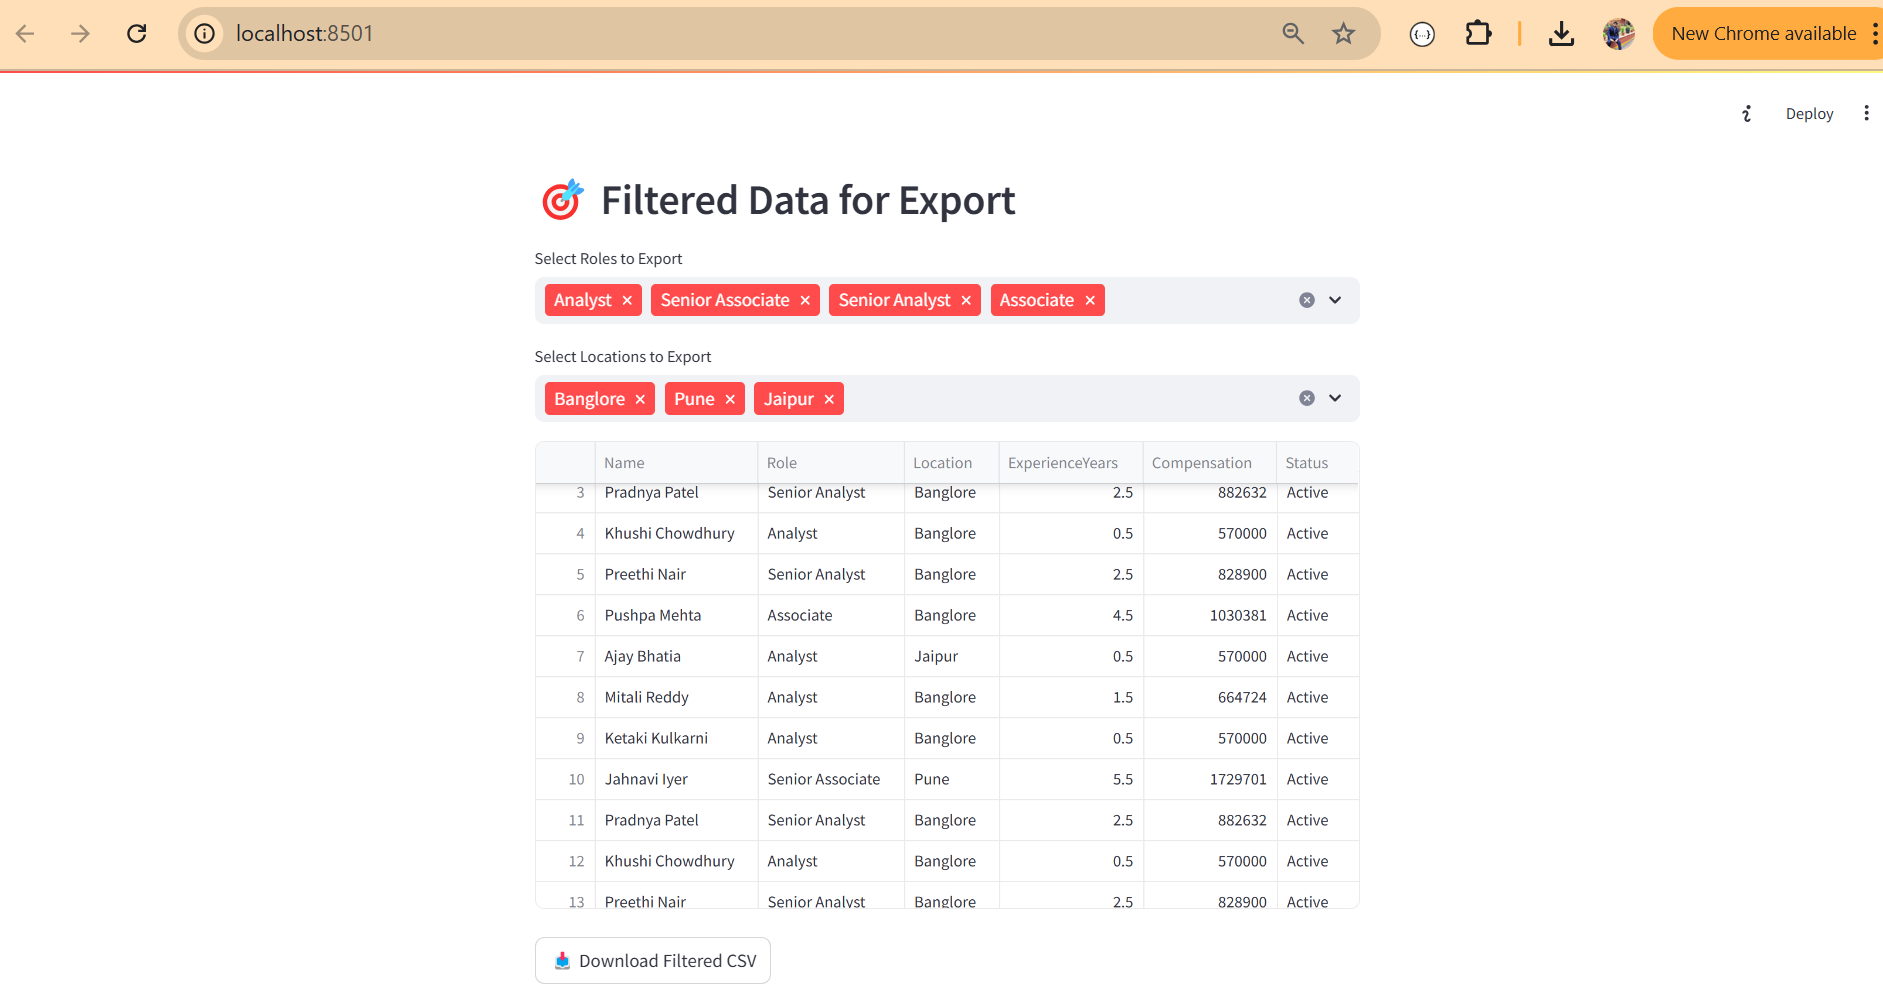 localhost:8501
New Chrome available
Deploy
Filtered Data for Export
Select Roles to Export
Analyst × Senior Associate × Senior Analyst × Associate ×
Select Locations to Export
Banglore × Pune × Jaipur ×
Name Role Location ExperienceYears Compensation Status
3 Pradnya Patel Senior Analyst Banglore 2.5 882632 Active
4 Khushi Chowdhury Analyst Banglore 0.5 570000 Active
5 Preethi Nair Senior Analyst Banglore 2.5 828900 Active
6 Pushpa Mehta Associate Banglore 4.5 1030381 Active
7 Ajay Bhatia Analyst Jaipur 0.5 570000 Active
8 Mitali Reddy Analyst Banglore 1.5 664724 Active
9 Ketaki Kulkarni Analyst Banglore 0.5 570000 Active
10 Jahnavi Iyer Senior Associate Pune 5.5 1729701 Active
11 Pradnya Patel Senior Analyst Banglore 2.5 882632 Active
12 Khushi Chowdhury Analyst Banglore 0.5 570000 Active
13 Preethi Nair Senior Analyst Banglore 2.5 828900 Active
Download Filtered CSV